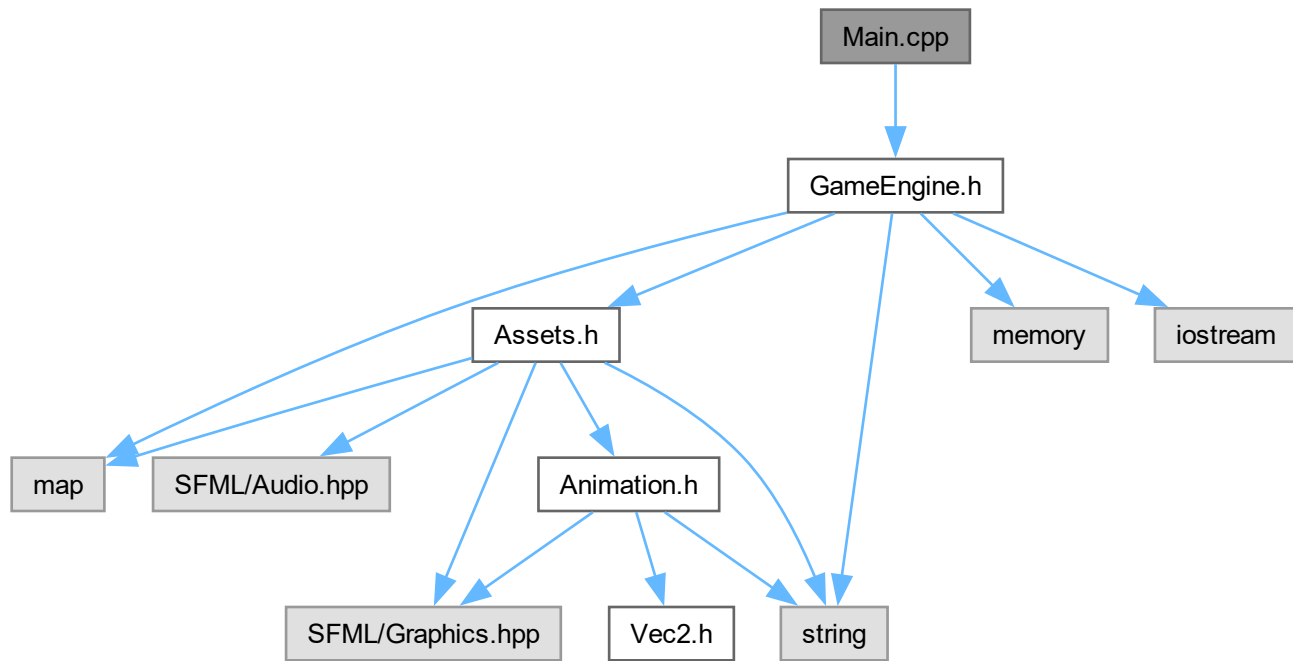 Main.cpp
GameEngine.h
Assets.h
memory
iostream
map
SFML/Audio.hpp
Animation.h
SFML/Graphics.hpp
Vec2.h
string